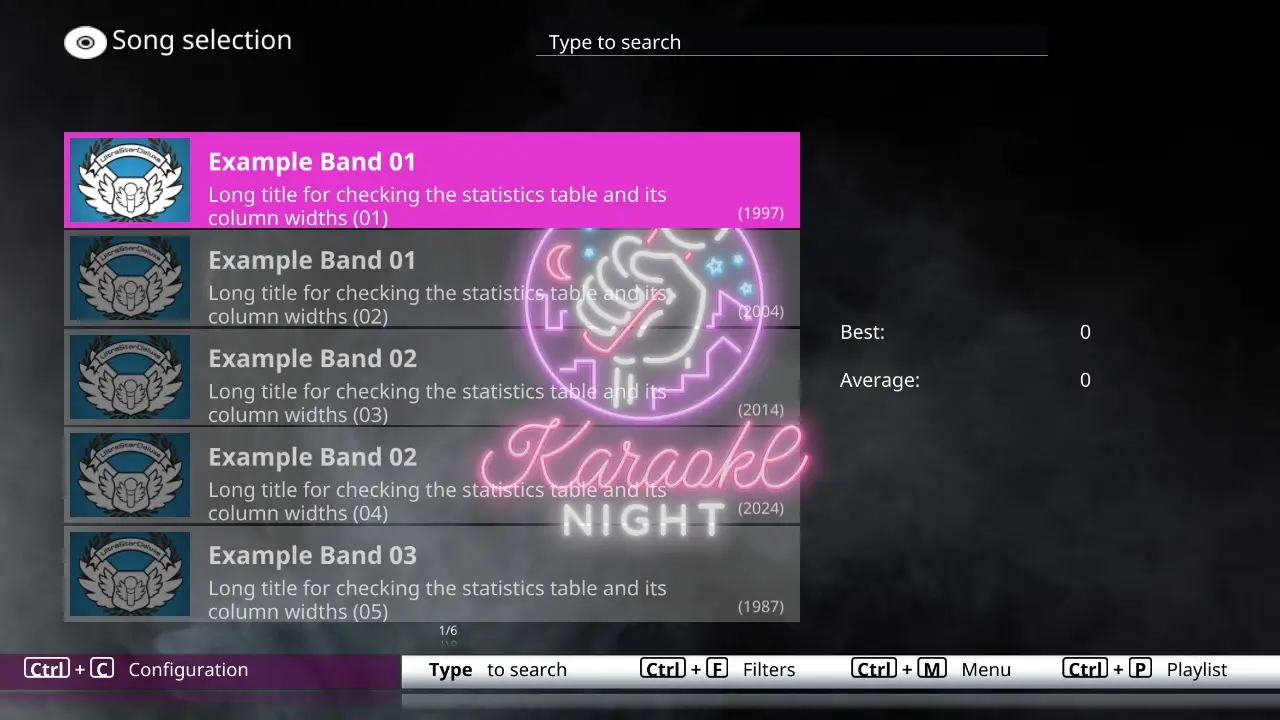 Song selection
Type to search
UltraStarDeluxe
Example Band 01
Long title for checking the statistics table and its
column widths (01)
(1997)
UltraStarDeluxe
Example Band 01
Long title for checking the statistics table and its
column widths (02)
(2004)
UltraStarDeluxe
Example Band 02
Long title for checking the statistics table and its
column widths (03)
(2014)
UltraStarDeluxe
Example Band 02
Long title for checking the statistics table and its
column widths (04)
(2024)
UltraStarDeluxe
Example Band 03
Long title for checking the statistics table and its
column widths (05)
(1987)
Karaoke
NIGHT
Best: 0
Average: 0
1/6
Ctrl + C Configuration
Type to search
Ctrl + F Filters
Ctrl + M Menu
Ctrl + P Playlist